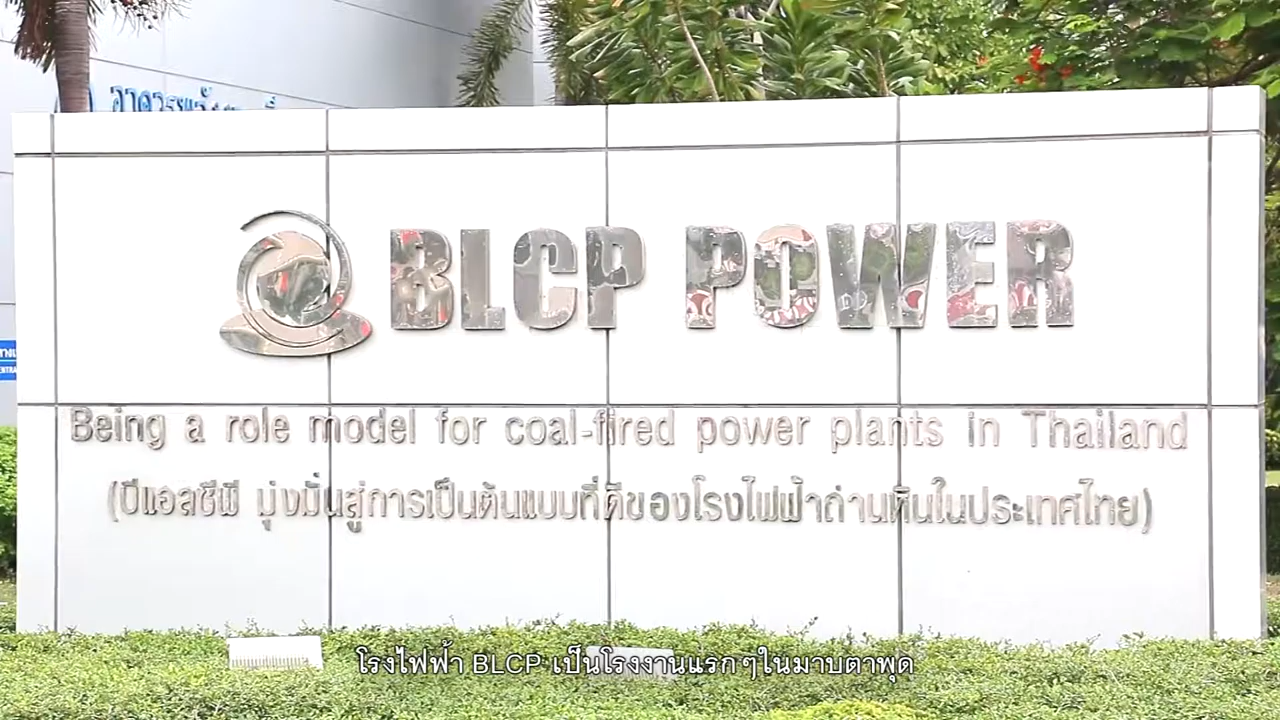 BLCP POWER
Being a role model for coal-fired power plants in Thailand
(บีแอลซีพี มุ่งมั่นสู่การเป็นต้นแบบที่ดีของโรงไฟฟ้าถ่านหินในประเทศไทย)
โรงไฟฟ้า BLCP เป็นโรงงานแรกๆในมาบตาพุด